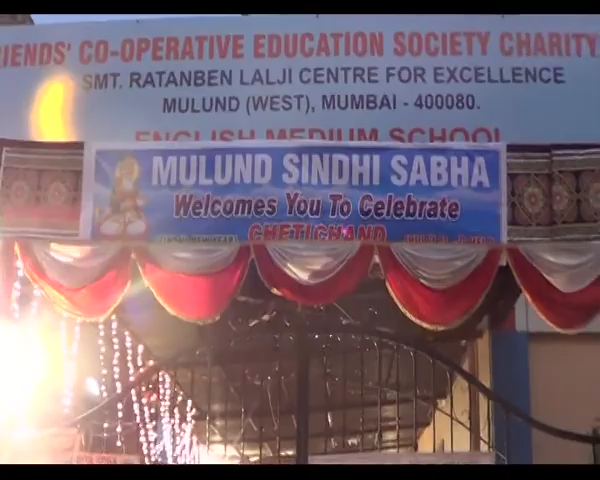 FRIENDS' CO-OPERATIVE EDUCATION SOCIETY CHARITY
SMT. RATANBEN LALJI CENTRE FOR EXCELLENCE
MULUND (WEST), MUMBAI - 400080.
ENGLISH MEDIUM SCHOOL
MULUND SINDHI SABHA
Welcomes You To Celebrate
CHETICHAND